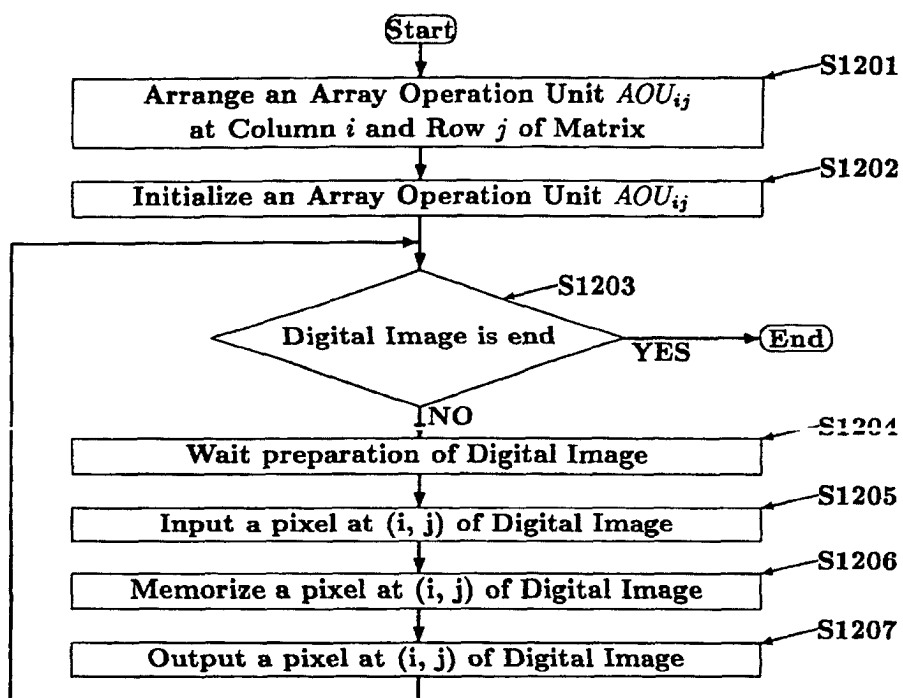 Start
S1201
Arrange an Array Operation Unit AOUij
at Column i and Row j of Matrix
S1202
Initialize an Array Operation Unit AOUij
S1203
Digital Image is end
YES
End
NO
S1204
Wait preparation of Digital Image
S1205
Input a pixel at (i, j) of Digital Image
S1206
Memorize a pixel at (i, j) of Digital Image
S1207
Output a pixel at (i, j) of Digital Image